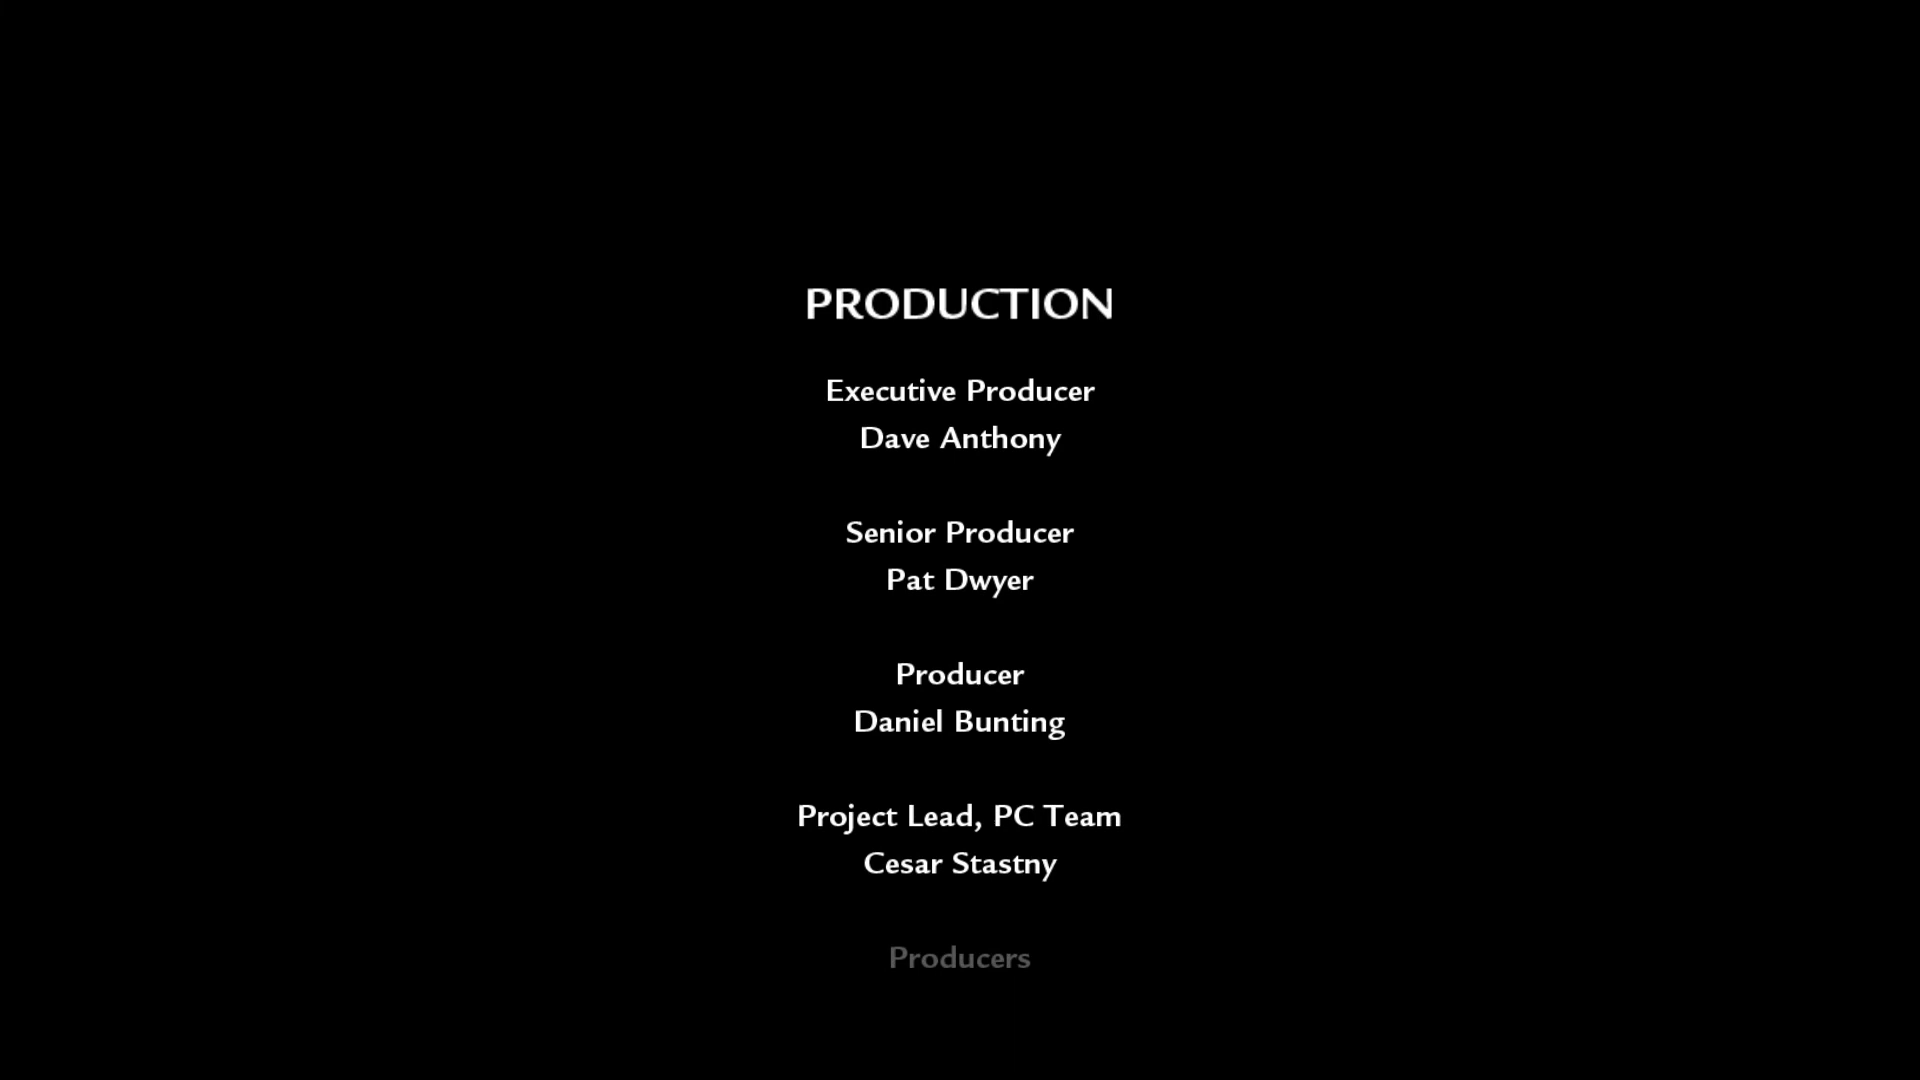 PRODUCTION
Executive Producer
Dave Anthony
Senior Producer
Pat Dwyer
Producer
Daniel Bunting
Project Lead, PC Team
Cesar Stastny
Producers